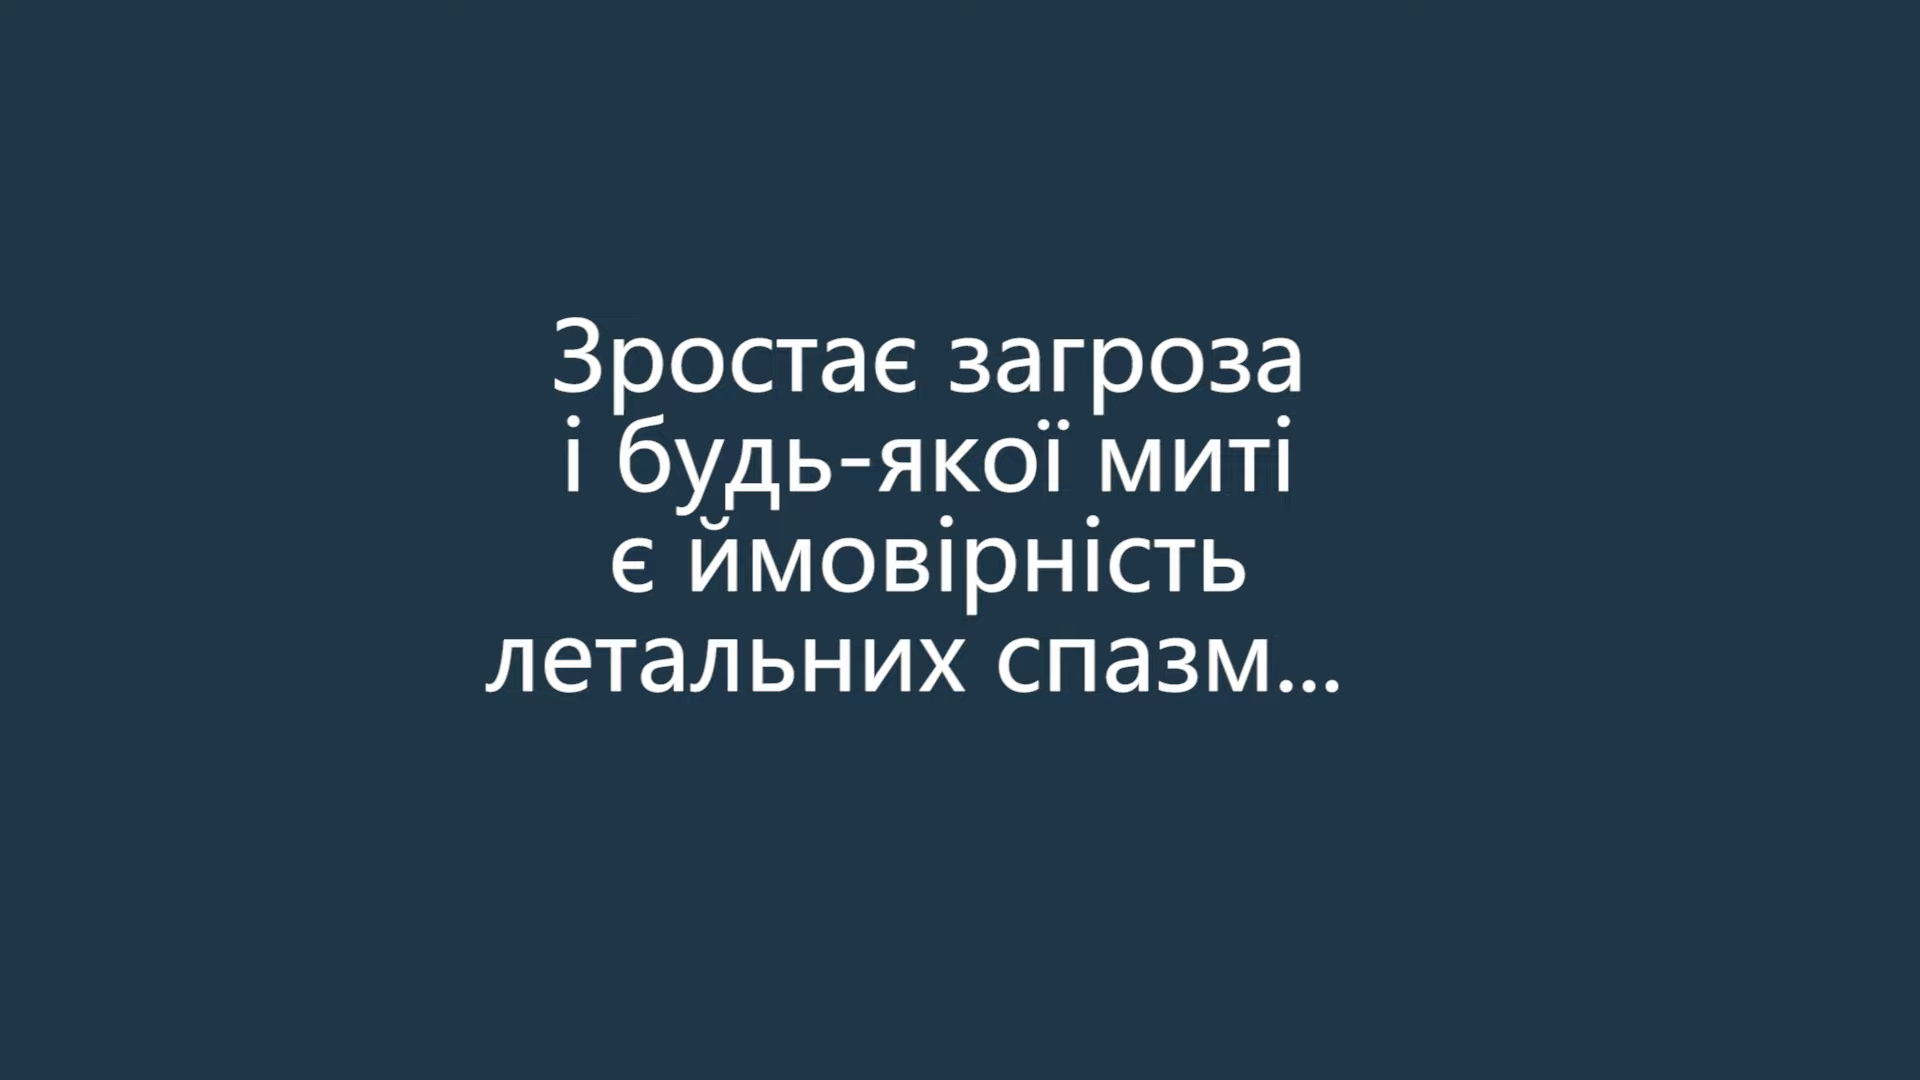 Зростає загроза
і будь-якої миті
є ймовірність
летальних спазм...